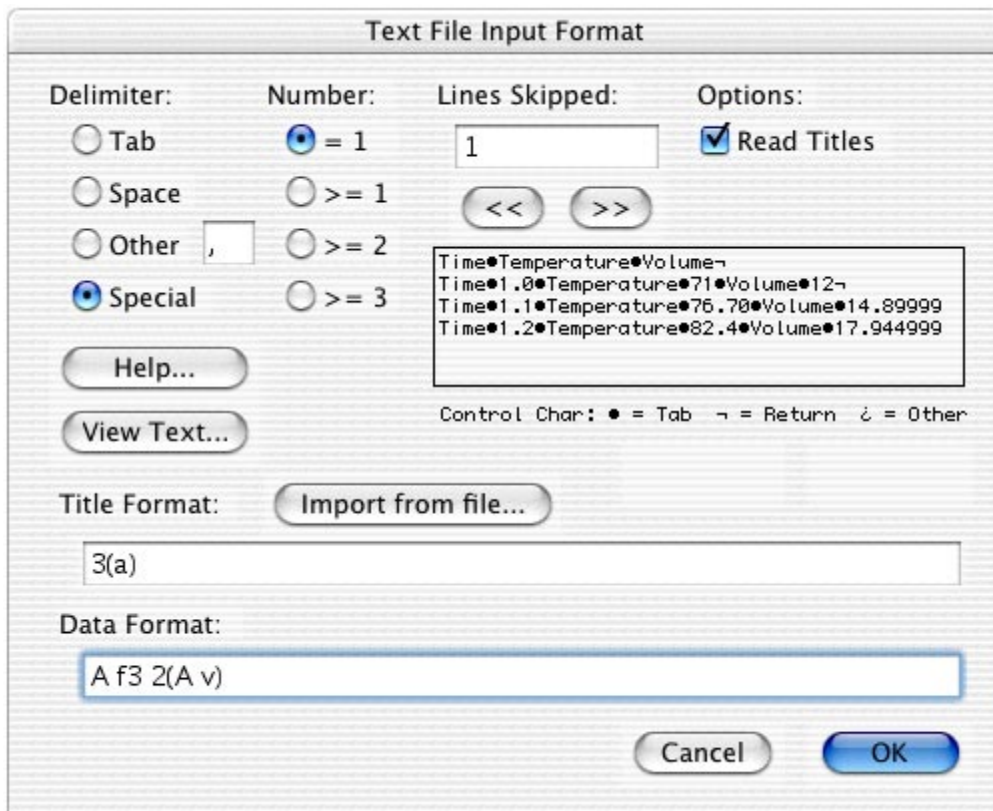 Text File Input Format
Delimiter: Number: Lines Skipped: Options:
Tab = 1 1 Read Titles
Space >= 1 << >>
Other , >= 2
Special >= 3
Time●Temperature●Volume¬
Time●1.0●Temperature●71●Volume●12¬
Time●1.1●Temperature●76.70●Volume●14.89999
Time●1.2●Temperature●82.4●Volume●17.944999
Help...
Control Char: ● = Tab ¬ = Return ¿ = Other
View Text...
Title Format: Import from file...
3(a)
Data Format:
A f3 2(A v)
Cancel OK